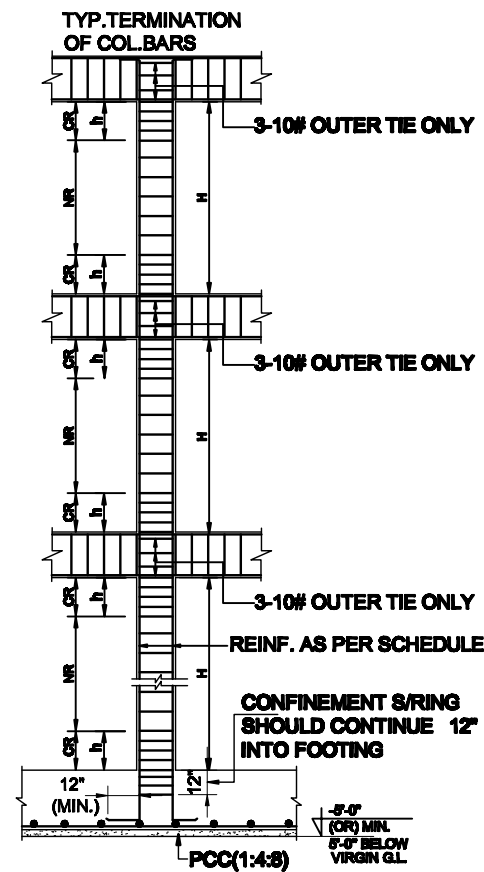 TYP.TERMINATION
OF COL.BARS
CR
h
3-10# OUTER TIE ONLY
NR
H
CR
h
CR
h
3-10# OUTER TIE ONLY
NR
H
CR
h
CR
h
3-10# OUTER TIE ONLY
REINF. AS PER SCHEDULE
NR
H
CONFINEMENT S/RING
SHOULD CONTINUE 12"
INTO FOOTING
CR
h
12"
(MIN.)
12"
-5'-0"
(OR) MIN.
5'-0" BELOW
VIRGIN G.L.
PCC(1:4:8)